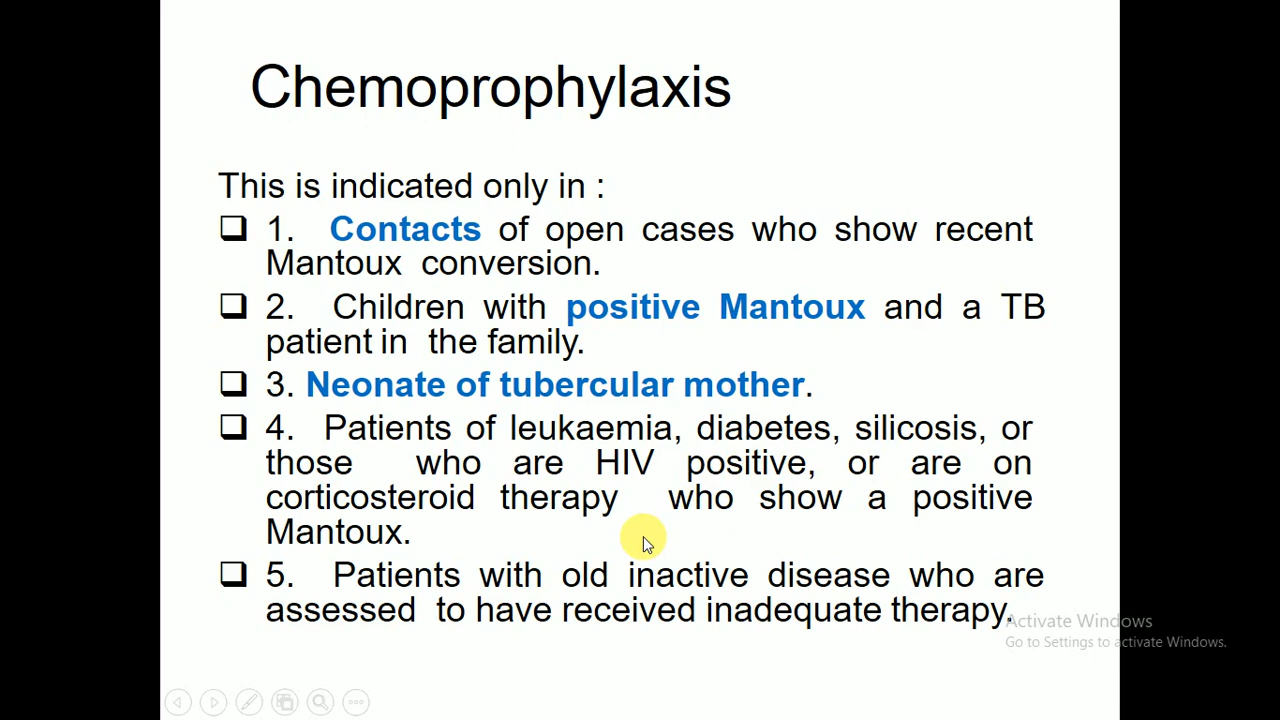 Chemoprophylaxis
This is indicated only in :
❑ 1. Contacts of open cases who show recent
Mantoux conversion.
❑ 2. Children with positive Mantoux and a TB
patient in the family.
❑ 3. Neonate of tubercular mother.
❑ 4. Patients of leukaemia, diabetes, silicosis, or
those who are HIV positive, or are on
corticosteroid therapy who show a positive
Mantoux.
❑ 5. Patients with old inactive disease who are
assessed to have received inadequate therapy.
Activate Windows
Go to Settings to activate Windows.